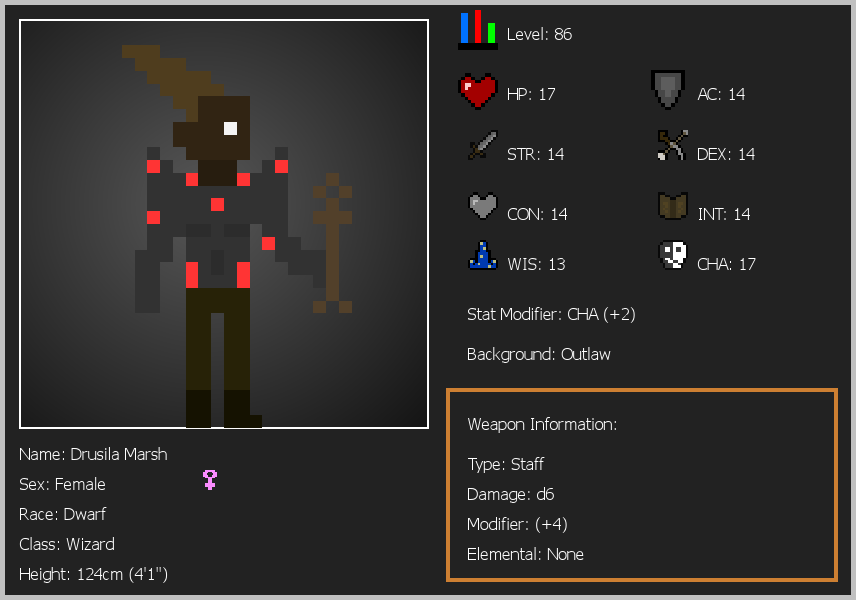 Level: 86
HP: 17
AC: 14
STR: 14
DEX: 14
CON: 14
INT: 14
WIS: 13
CHA: 17
Stat Modifier: CHA (+2)
Background: Outlaw
Weapon Information:
Type: Staff
Damage: d6
Modifier: (+4)
Elemental: None
Name: Drusila Marsh
Sex: Female
Race: Dwarf
Class: Wizard
Height: 124cm (4'1")